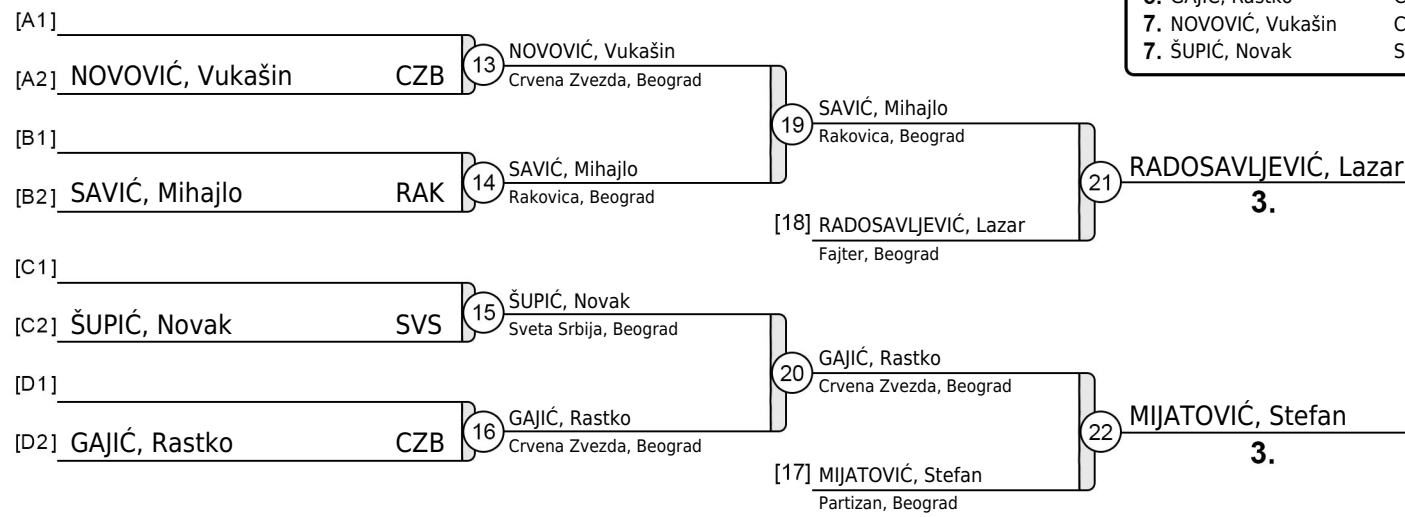 7. NOVOVIĆ, Vukašin
7. ŠUPIĆ, Novak S
[A1]
[A2] NOVOVIĆ, Vukašin CZB
13
NOVOVIĆ, Vukašin
Crvena Zvezda, Beograd
[B1]
[B2] SAVIĆ, Mihajlo RAK
14
SAVIĆ, Mihajlo
Rakovica, Beograd
19
SAVIĆ, Mihajlo
Rakovica, Beograd
[18] RADOSAVLJEVIĆ, Lazar
Fajter, Beograd
21
RADOSAVLJEVIĆ, Lazar
3.
[C1]
[C2] ŠUPIĆ, Novak SVS
15
ŠUPIĆ, Novak
Sveta Srbija, Beograd
[D1]
[D2] GAJIĆ, Rastko CZB
16
GAJIĆ, Rastko
Crvena Zvezda, Beograd
20
GAJIĆ, Rastko
Crvena Zvezda, Beograd
[17] MIJATOVIĆ, Stefan
Partizan, Beograd
22
MIJATOVIĆ, Stefan
3.